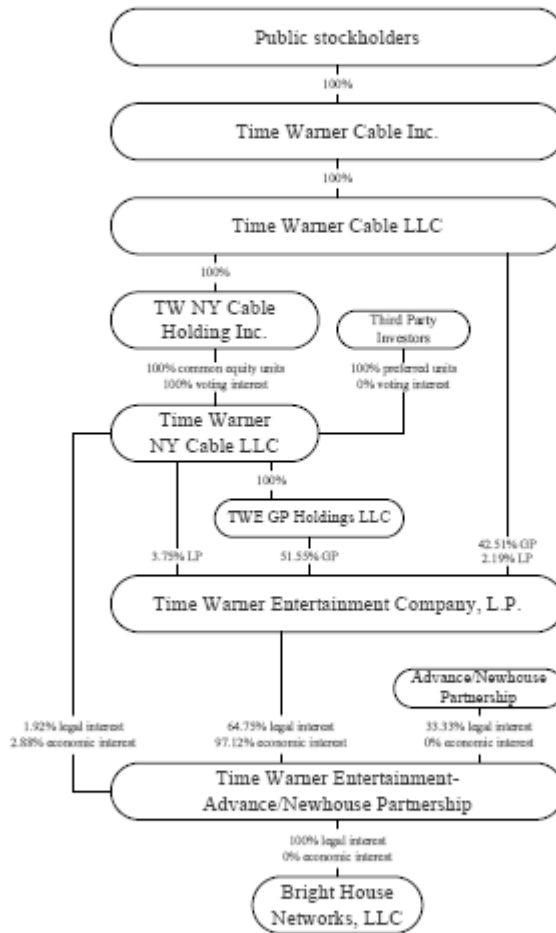 Public stockholders
100%
Time Warner Cable Inc.
100%
Time Warner Cable LLC
100%
TW NY Cable
Holding Inc.
Third Party
Investors
100% common equity units
100% voting interest
100% preferred units
0% voting interest
Time Warner
NY Cable LLC
100%
TWE GP Holdings LLC
3.75% LP
51.55% GP
42.51% GP
2.19% LP
Time Warner Entertainment Company, L.P.
Advance/Newhouse
Partnership
1.92% legal interest
2.88% economic interest
64.75% legal interest
97.12% economic interest
33.33% legal interest
0% economic interest
Time Warner Entertainment-
Advance/Newhouse Partnership
100% legal interest
0% economic interest
Bright House
Networks, LLC